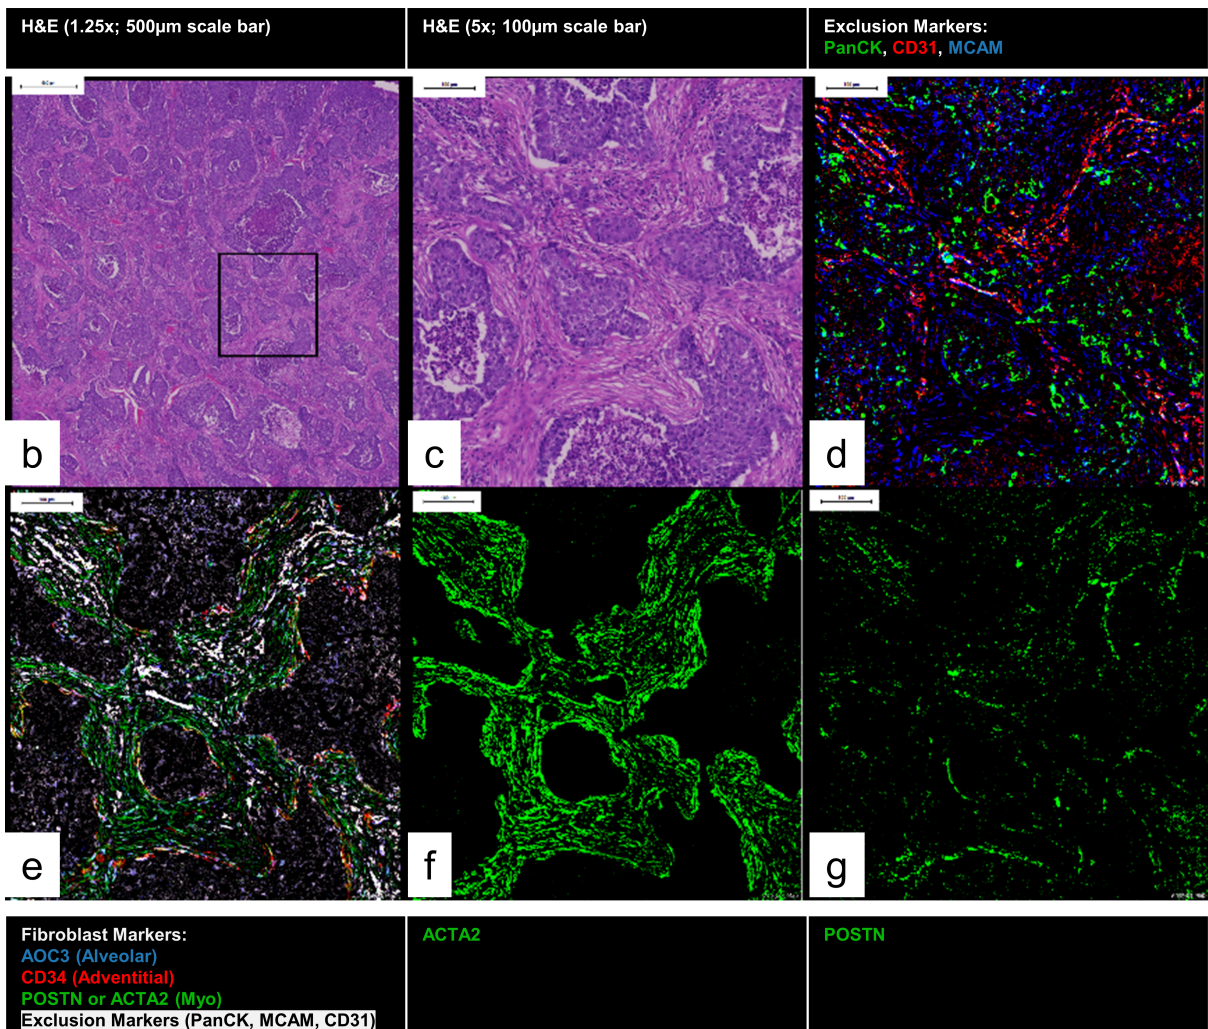 H&E (1.25x; 500µm scale bar)
H&E (5x; 100µm scale bar)
Exclusion Markers:
PanCK, CD31, MCAM
b
c
d
e
f
g
Fibroblast Markers:
AOC3 (Alveolar)
CD34 (Adventitial)
POSTN or ACTA2 (Myo)
Exclusion Markers (PanCK, MCAM, CD31)
ACTA2
POSTN